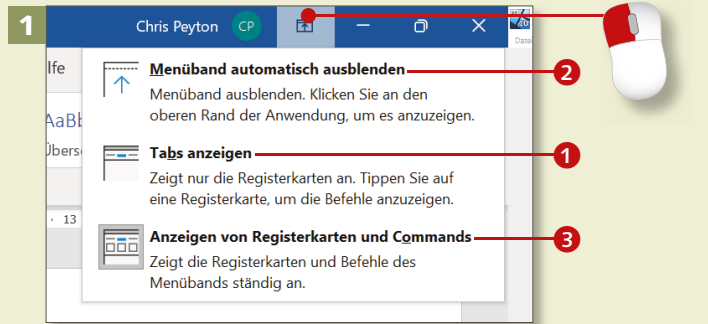 1
Chris Peyton CP
Datei
lfe
Menüband automatisch ausblenden 2
Menüband ausblenden. Klicken Sie an den
oberen Rand der Anwendung, um es anzuzeigen.
AaBb
Übers
Tabs anzeigen 1
Zeigt nur die Registerkarten an. Tippen Sie auf
eine Registerkarte, um die Befehle anzuzeigen.
13
Anzeigen von Registerkarten und Commands 3
Zeigt die Registerkarten und Befehle des
Menübands ständig an.